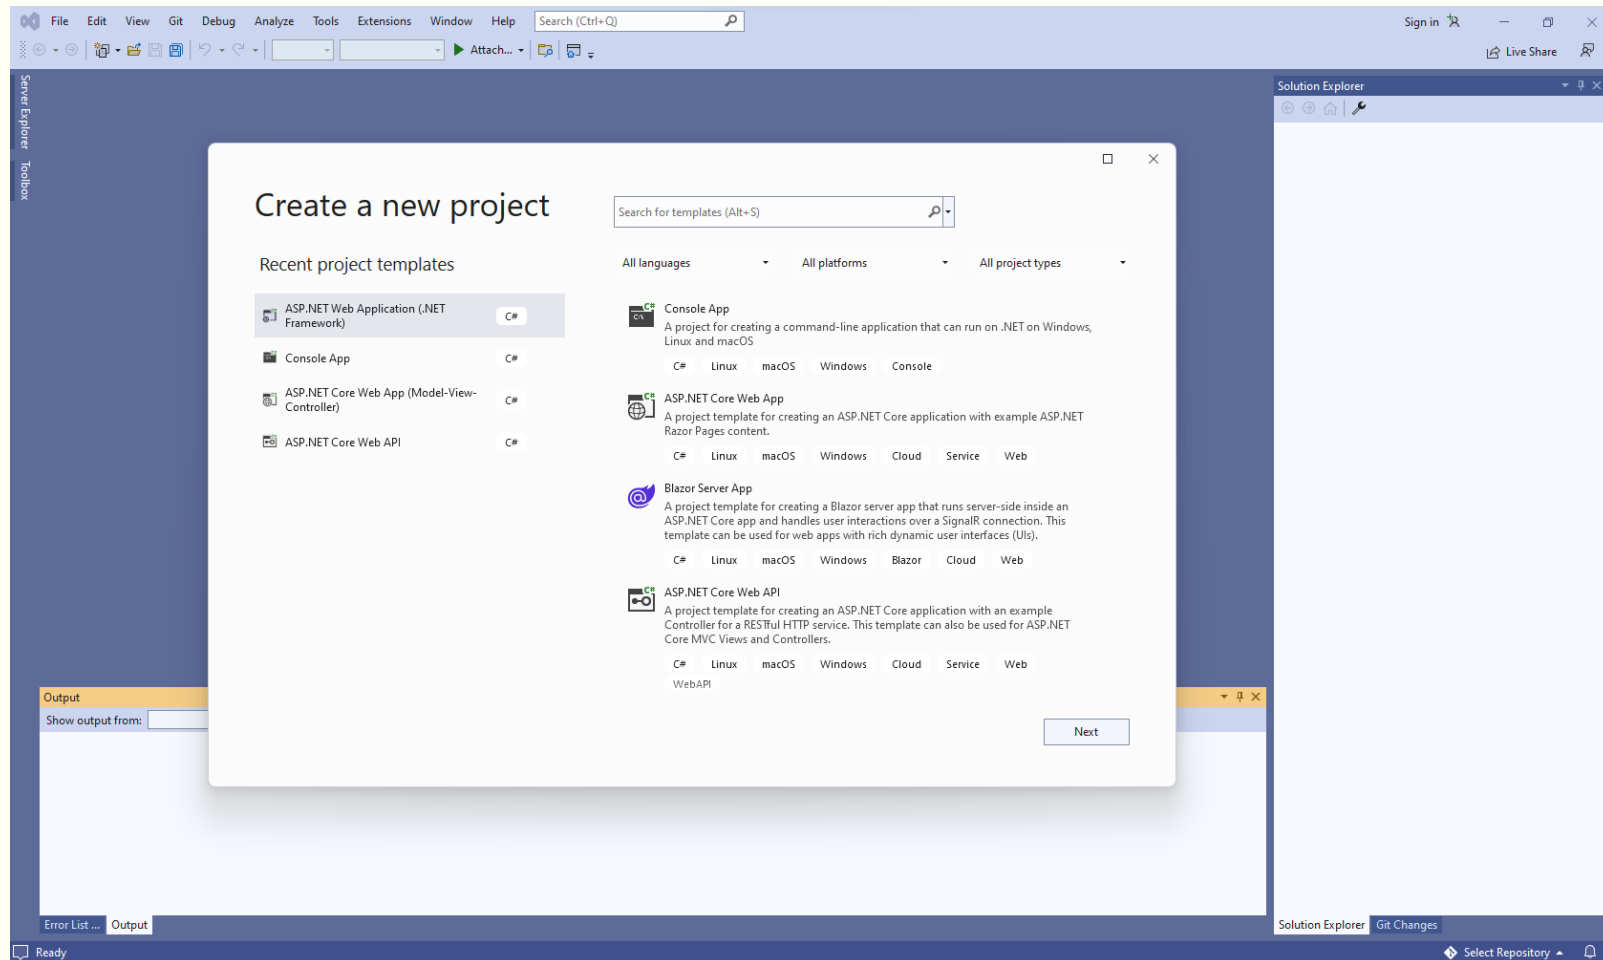 File Edit View Git Debug Analyze Tools Extensions Window Help Search (Ctrl+Q) Sign in
Attach... Live Share
Server Explorer
Toolbox
Solution Explorer
Create a new project
Search for templates (Alt+S)
Recent project templates
All languages All platforms All project types
ASP.NET Web Application (.NET
Framework)
C#
Console App C#
ASP.NET Core Web App (Model-View-
Controller)
C#
ASP.NET Core Web API C#
Console App
A project for creating a command-line application that can run on .NET on Windows,
Linux and macOS
C# Linux macOS Windows Console
ASP.NET Core Web App
A project template for creating an ASP.NET Core application with example ASP.NET
Razor Pages content.
C# Linux macOS Windows Cloud Service Web
Blazor Server App
A project template for creating a Blazor server app that runs server-side inside an
ASP.NET Core app and handles user interactions over a SignalR connection. This
template can be used for web apps with rich dynamic user interfaces (UIs).
C# Linux macOS Windows Blazor Cloud Web
ASP.NET Core Web API
A project template for creating an ASP.NET Core application with an example
Controller for a RESTful HTTP service. This template can also be used for ASP.NET
Core MVC Views and Controllers.
C# Linux macOS Windows Cloud Service Web
WebAPI
Next
Output
Show output from:
Error List ... Output
Solution Explorer Git Changes
Ready
Select Repository